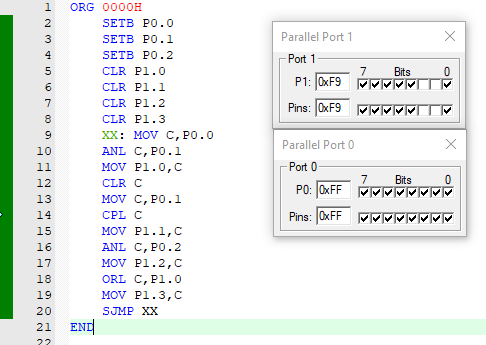 1 ORG 0000H
2 SETB P0.0
3 SETB P0.1
4 SETB P0.2
5 CLR P1.0
6 CLR P1.1
7 CLR P1.2
8 CLR P1.3
9 XX: MOV C,P0.0
10 ANL C,P0.1
11 MOV P1.0,C
12 CLR C
13 MOV C,P0.1
14 CPL C
15 MOV P1.1,C
16 ANL C,P0.2
17 MOV P1.2,C
18 ORL C,P1.0
19 MOV P1.3,C
20 SJMP XX
21 END
22
Parallel Port 1
Port 1
7 Bits 0
P1: 0xF9
Pins: 0xF9
Parallel Port 0
Port 0
7 Bits 0
P0: 0xFF
Pins: 0xFF